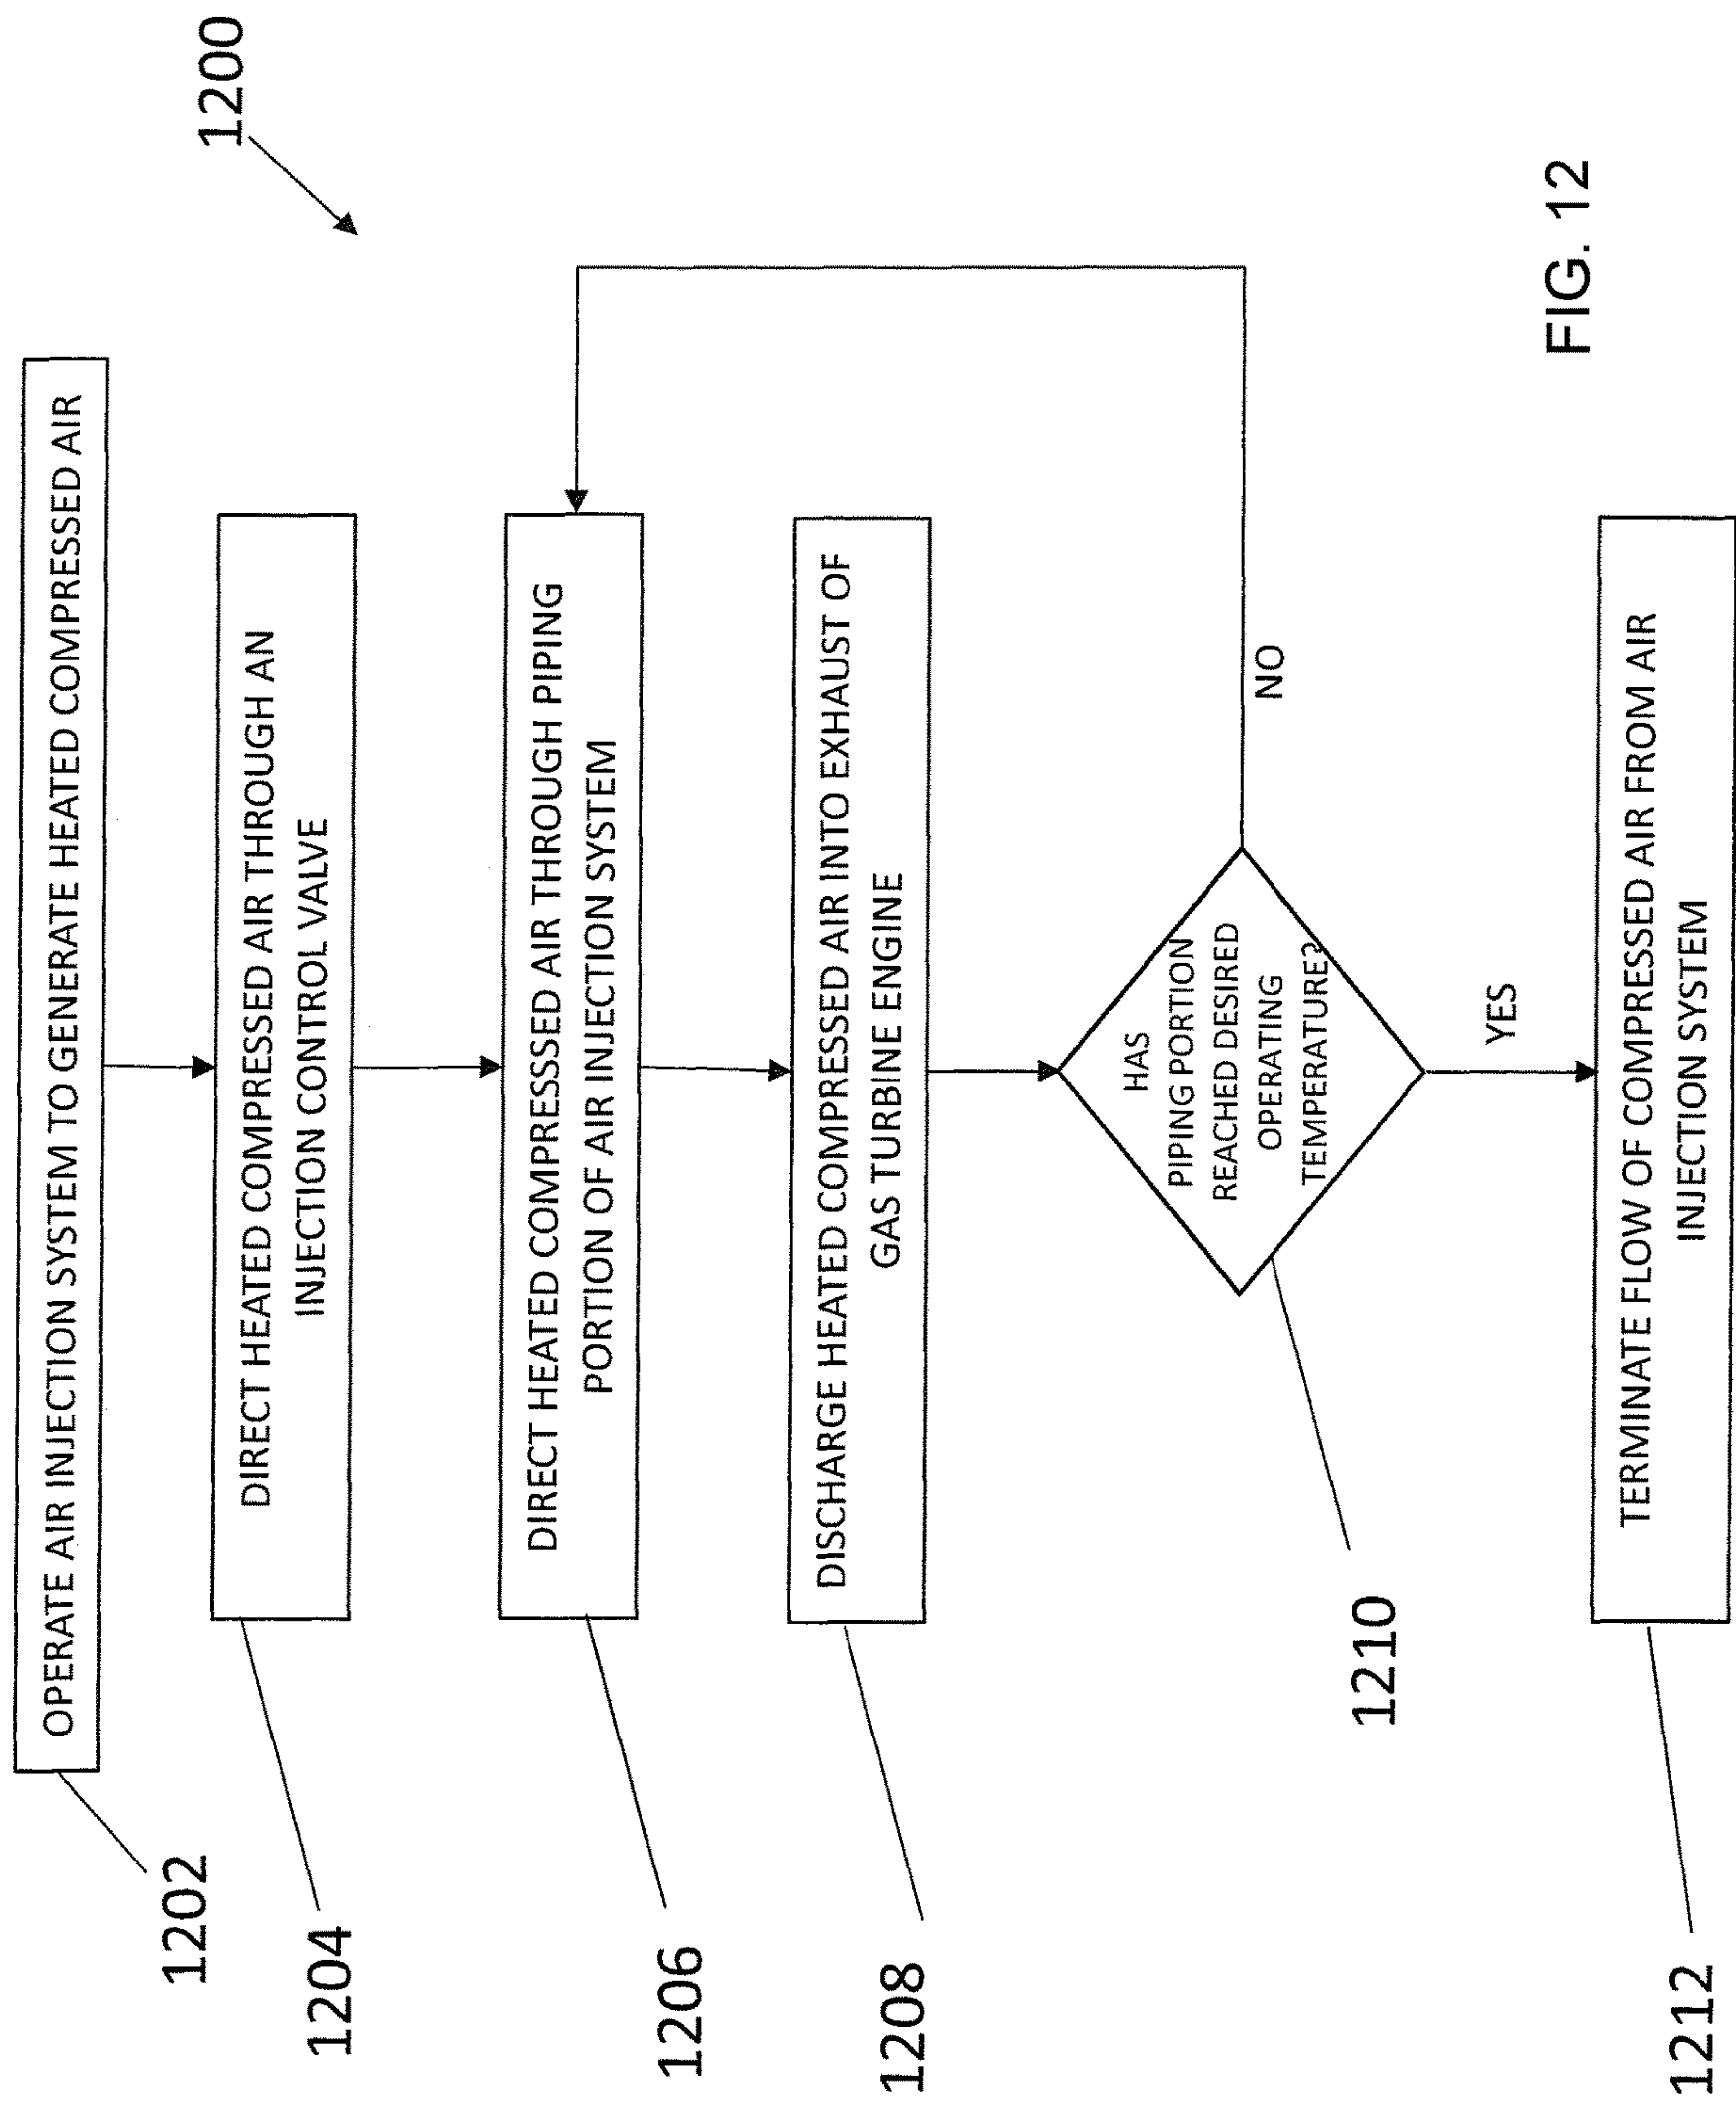 1200
OPERATE AIR INJECTION SYSTEM TO GENERATE HEATED COMPRESSED AIR
1202
DIRECT HEATED COMPRESSED AIR THROUGH AN
INJECTION CONTROL VALVE
1204
DIRECT HEATED COMPRESSSED AIR THROUGH PIPING
PORTION OF AIR INJECTION SYSTEM
1206
DISCHARGE HEATED COMPRESSED AIR INTO EXHAUST OF
GAS TURBINE ENGINE
1208
HAS
PIPING PORTION
REACHED DESIRED
OPERATING
TEMPERATURE?
NO
1210
YES
TERMINATE FLOW OF COMPRESSED AIR FROM AIR
INJECTION SYSTEM
1212
FIG. 12